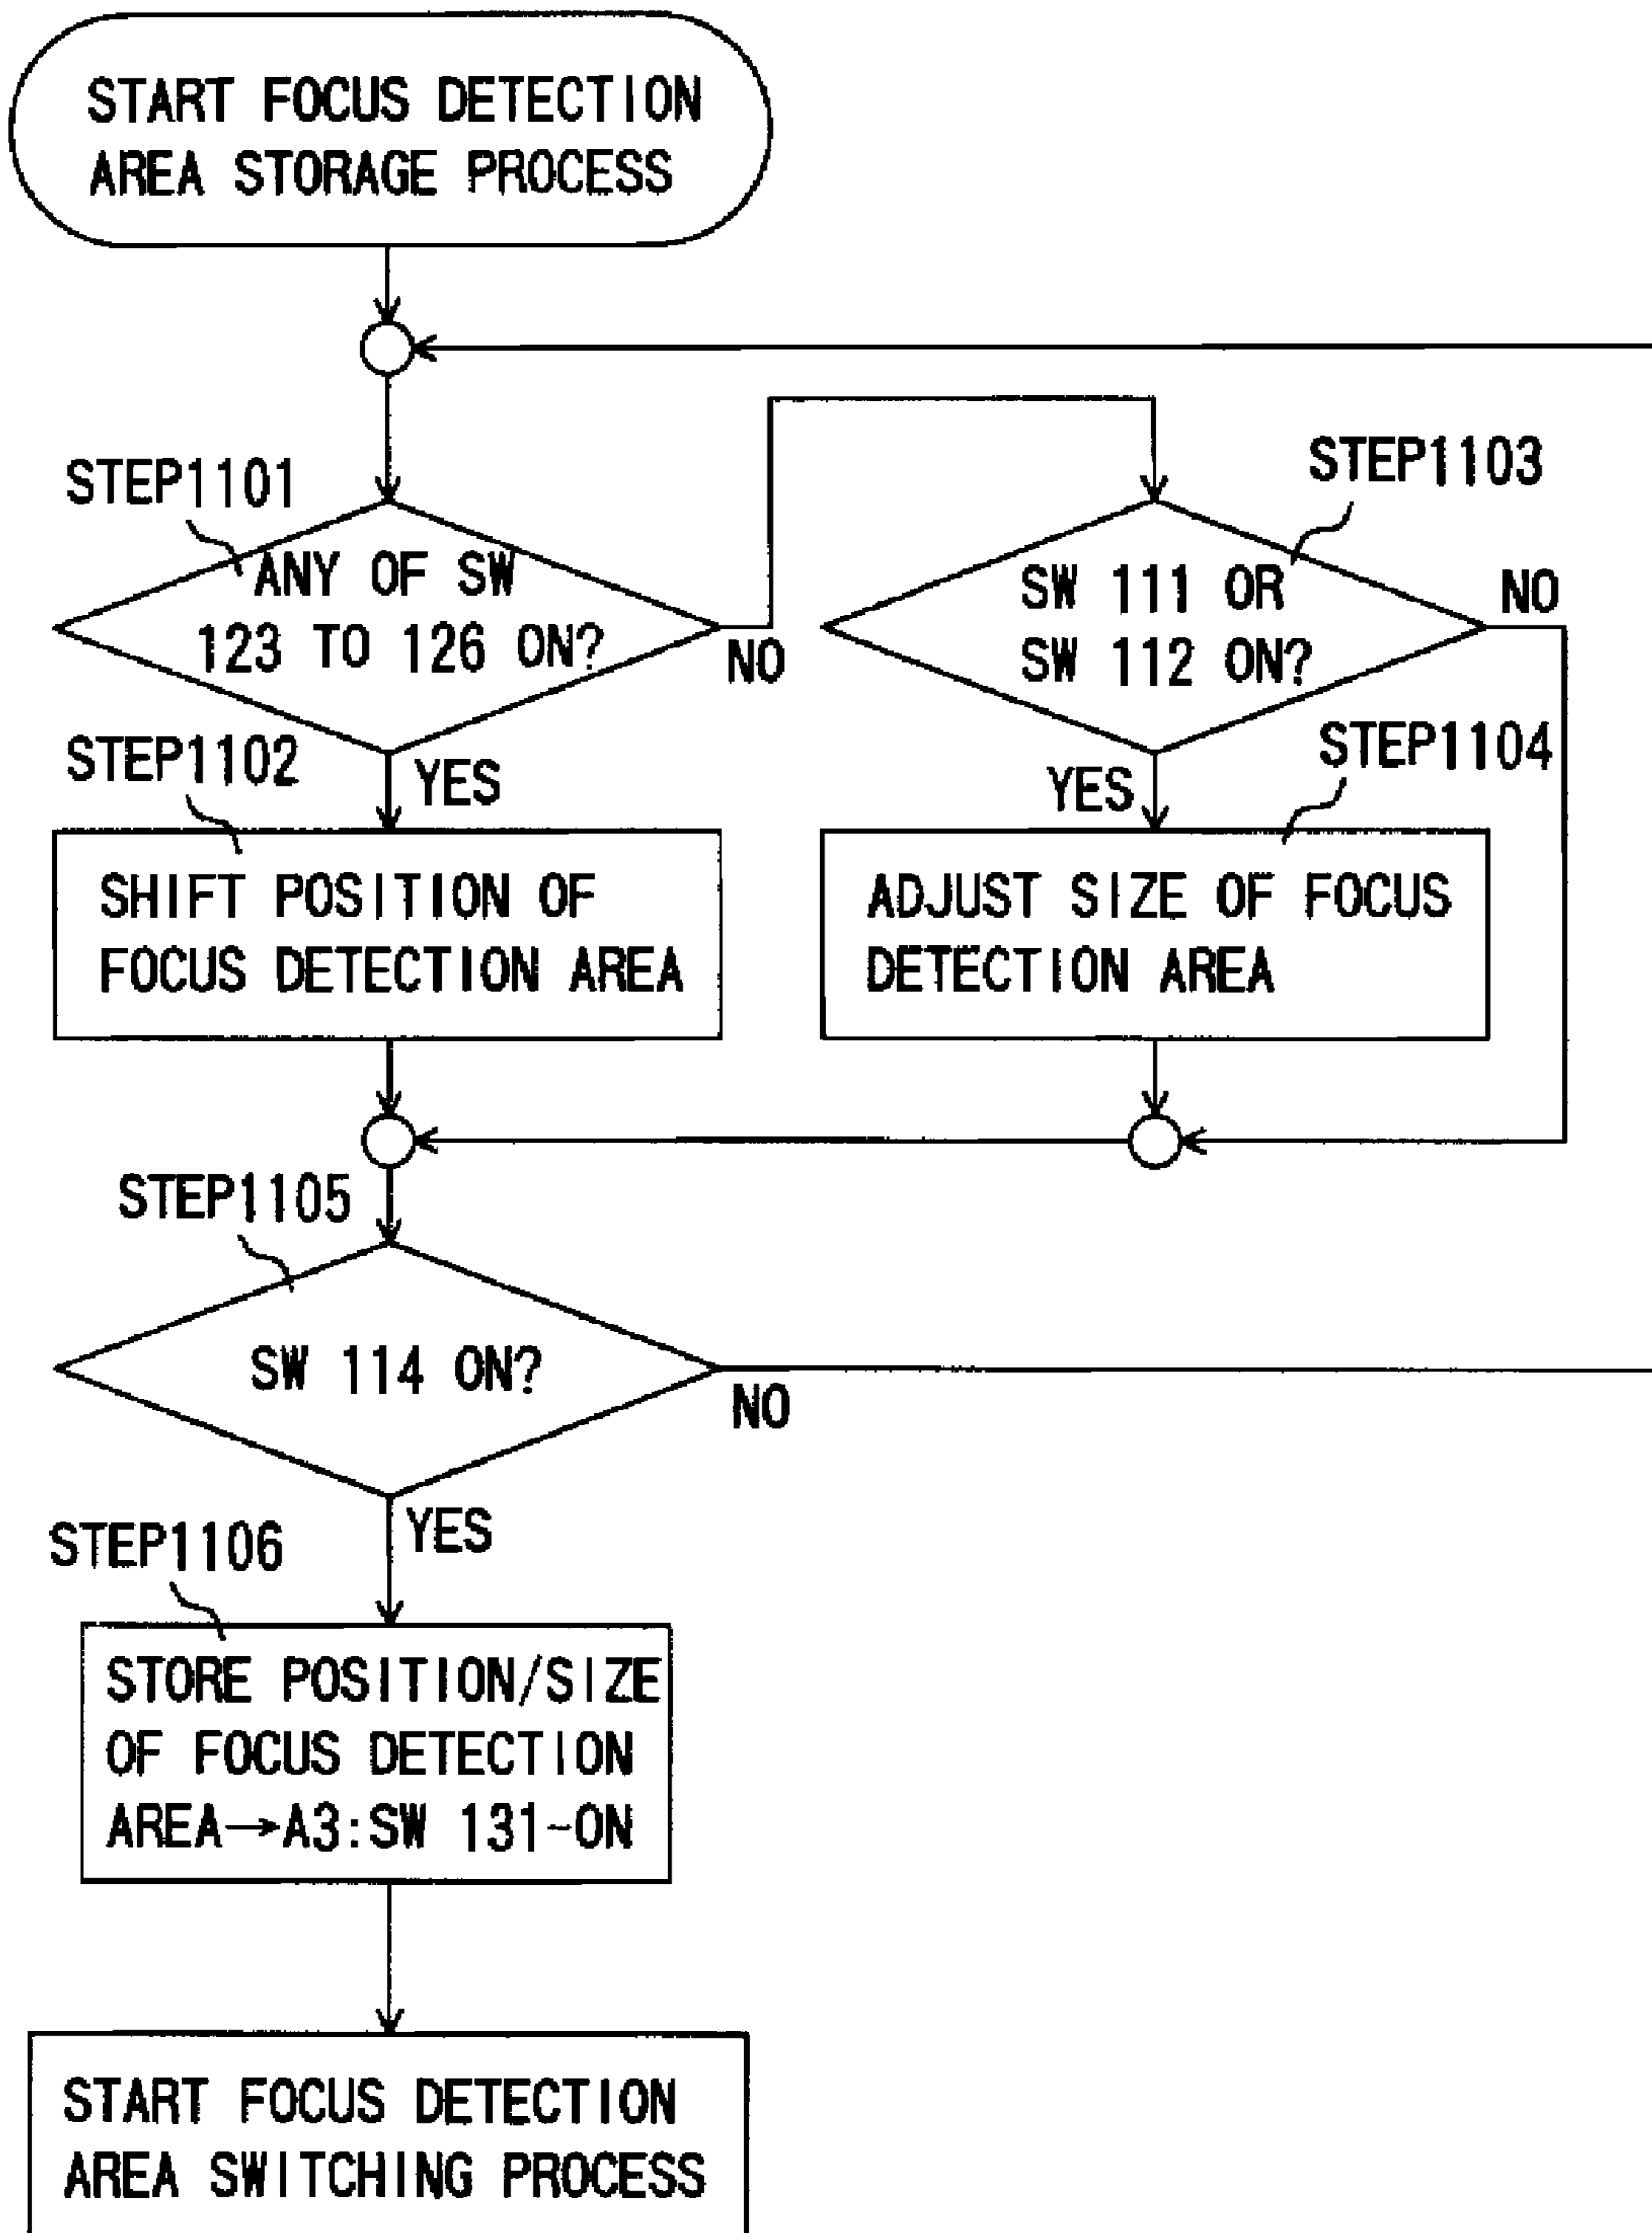 START FOCUS DETECTION
AREA STORAGE PROCESS
STEP1101
ANY OF SW
123 TO 126 ON?
NO
STEP1103
SW 111 OR
SW 112 ON?
NO
STEP1102
YES
SHIFT POSITION OF
FOCUS DETECTION AREA
STEP1104
YES
ADJUST SIZE OF FOCUS
DETECTION AREA
STEP1105
SW 114 ON?
NO
YES
STEP1106
STORE POSITION/SIZE
OF FOCUS DETECTION
AREA→A3:SW 131-ON
START FOCUS DETECTION
AREA SWITCHING PROCESS